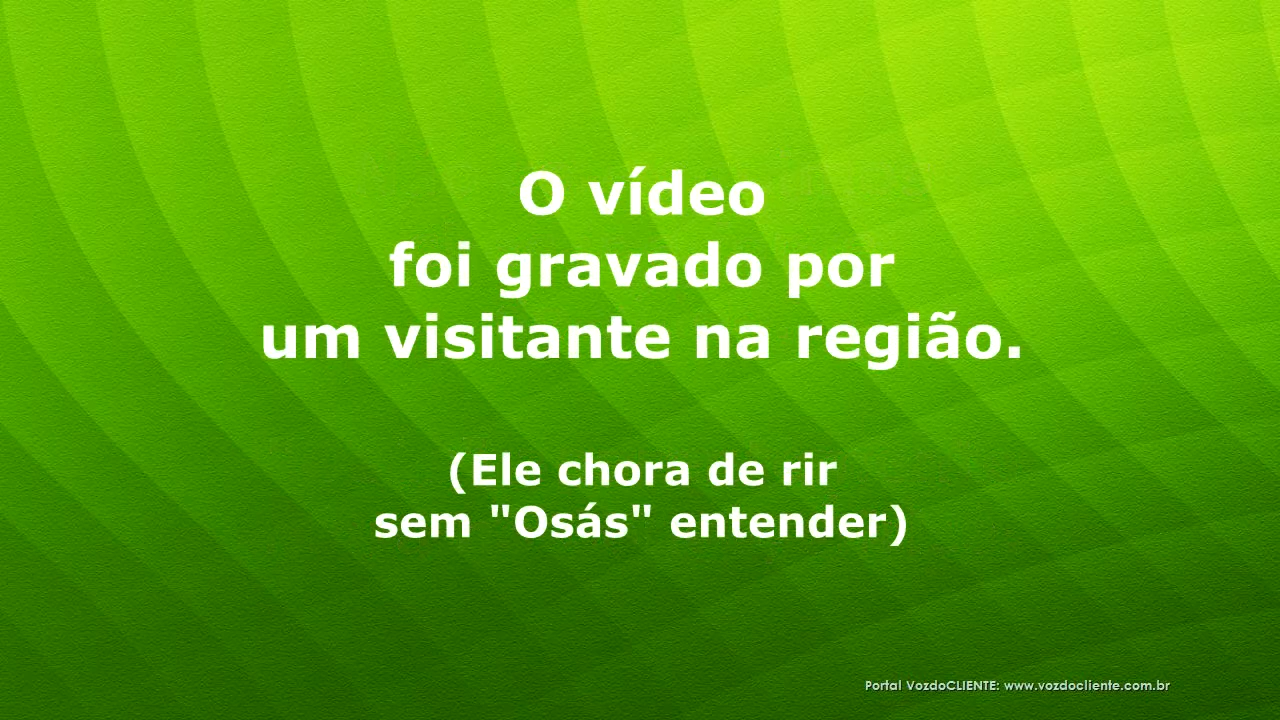 O vídeo
foi gravado por
um visitante na região.
(Ele chora de rir
sem "Osás" entender)
Portal VozdoCLIENTE: www.vozdocliente.com.br